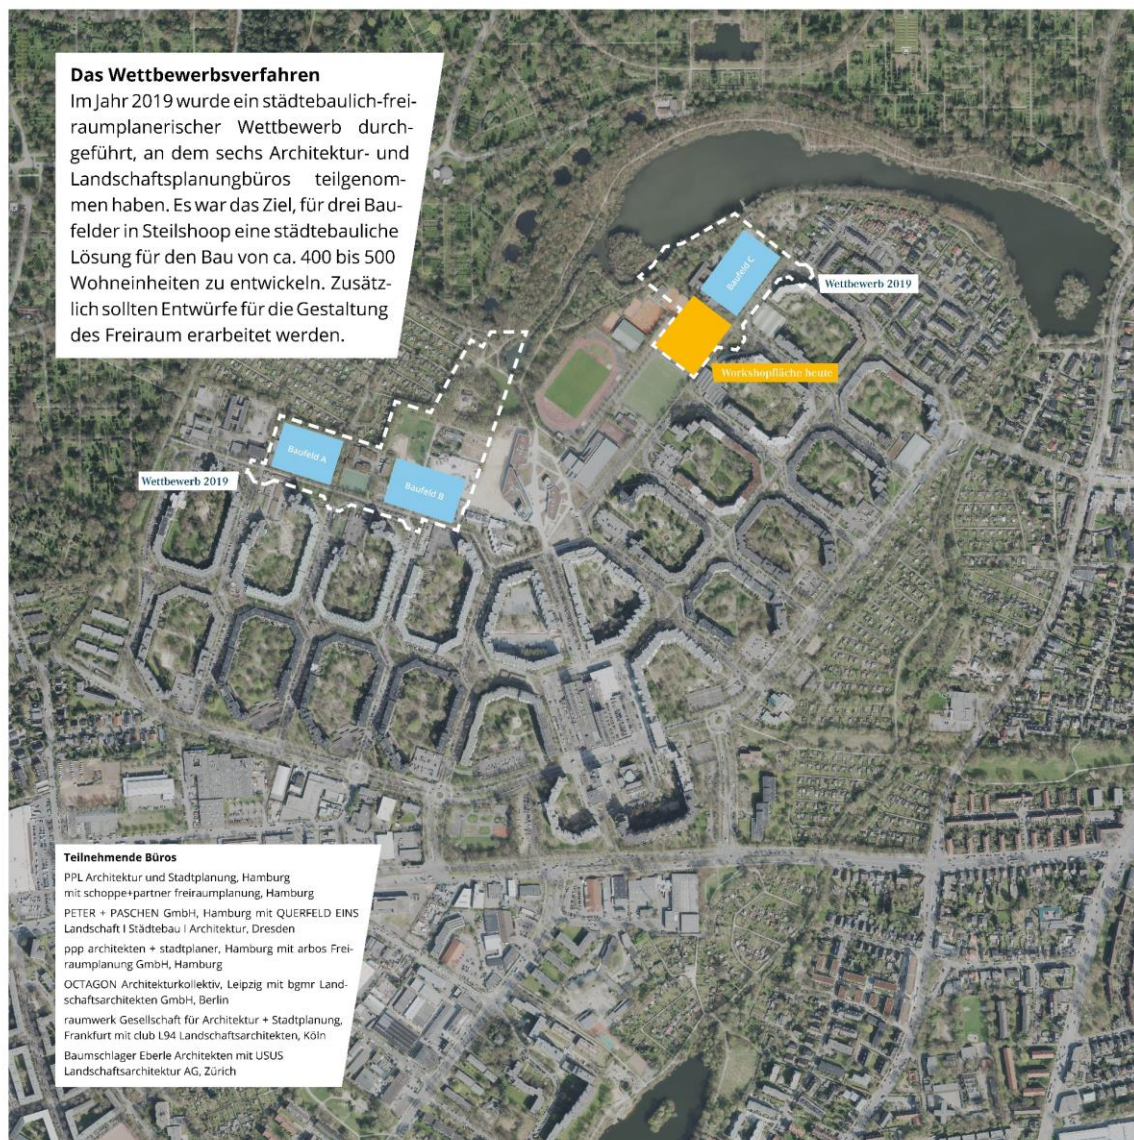 Das Wettbewerbsverfahren
Im Jahr 2019 wurde ein städtebaulich-frei-
raumplanerischer Wettbewerb durch-
geführt, an dem sechs Architektur- und
Landschaftsplanungbüros teilgenom-
men haben. Es war das Ziel, für drei Bau-
felder in Steilshoop eine städtebauliche
Lösung für den Bau von ca. 400 bis 500
Wohneinheiten zu entwickeln. Zusätz-
lich sollten Entwürfe für die Gestaltung
des Freiraum erarbeitet werden.
Baufeld C
Wettbewerb 2019
Workshopfläche heute
Baufeld A
Baufeld B
Wettbewerb 2019
Teilnehmende Büros
PPL Architektur und Stadtplanung, Hamburg
mit schoppe+partner freiraumplanung, Hamburg
PETER + PASCHEN GmbH, Hamburg mit QUERFELD EINS
Landschaft I Städtebau I Architektur, Dresden
ppp architekten + stadtplaner, Hamburg mit arbos Frei-
raumplanung GmbH, Hamburg
OCTAGON Architekturkollektiv, Leipzig mit bgmr Land-
schaftsarchitekten GmbH, Berlin
raumwerk Gesellschaft für Architektur + Stadtplanung,
Frankfurt mit club L94 Landschaftsarchitekten, Köln
Baumschlager Eberle Architekten mit USUS
Landschaftsarchitektur AG, Zürich